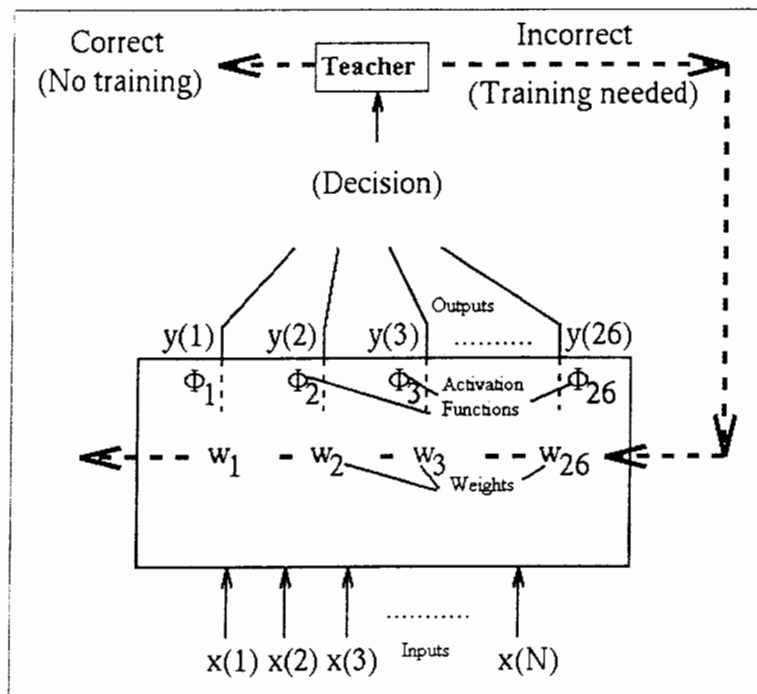 Correct
(No training)
Teacher
Incorrect
(Training needed)
(Decision)
Outputs
y(1) y(2) y(3) ............ y(26)
Φ1 Φ2 Φ3 Activation Functions Φ26
w1 w2 w3 Weights w26
x(1) x(2) x(3) ............ Inputs x(N)